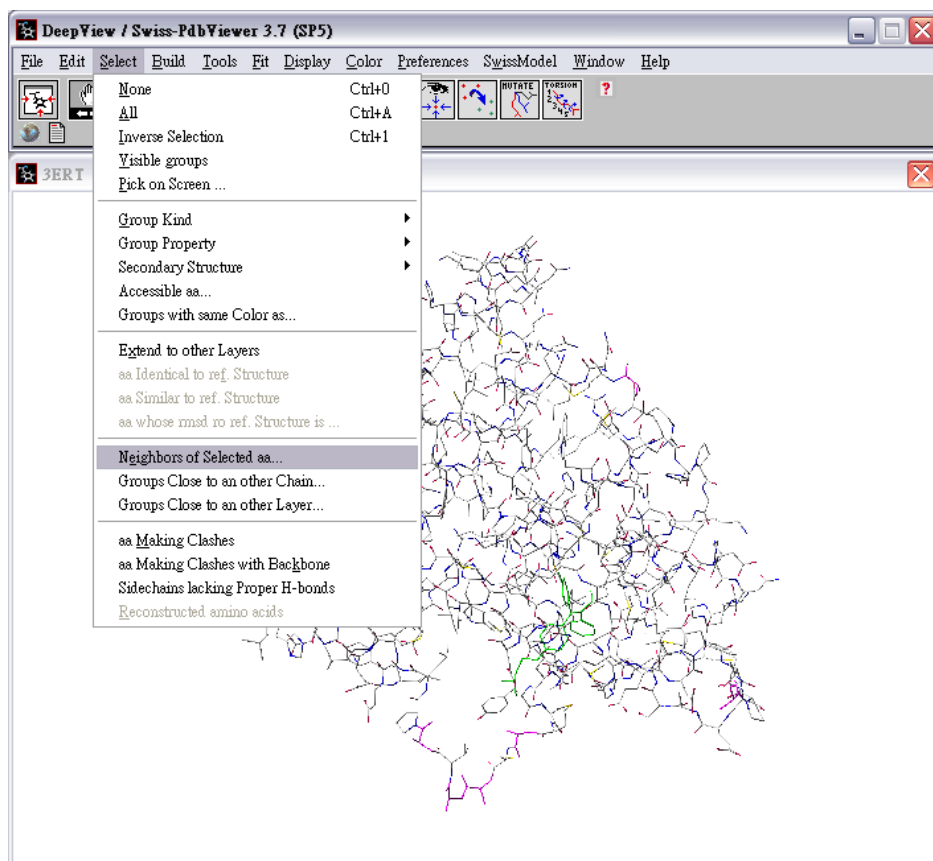 DeepView / Swiss-PdbViewer 3.7 (SP5)
File Edit Select Build Tools Fit Display Color Preferences SwissModel Window Help
MUTATE TORSION ?
None Ctrl+0
All Ctrl+A
Inverse Selection Ctrl+1
Visible groups
Pick on Screen ...
3ERT
Group Kind
Group Property
Secondary Structure
Accessible aa...
Groups with same Color as...
Extend to other Layers
aa Identical to ref. Structure
aa Similar to ref. Structure
aa whose rmsd ro ref. Structure is ...
Neighbors of Selected aa...
Groups Close to an other Chain...
Groups Close to an other Layer...
aa Making Clashes
aa Making Clashes with Backbone
Sidechains lacking Proper H-bonds
Reconstructed amino acids